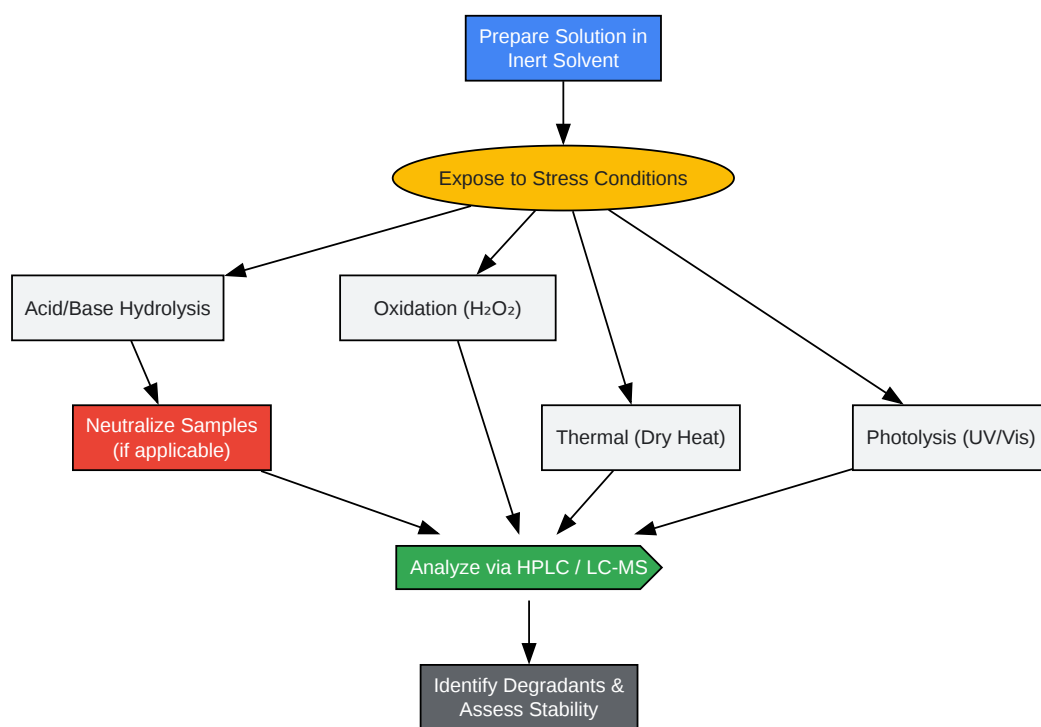 Prepare Solution in
Inert Solvent
Expose to Stress Conditions
Acid/Base Hydrolysis
Oxidation (H₂O₂)
Neutralize Samples
(if applicable)
Thermal (Dry Heat)
Photolysis (UV/Vis)
Analyze via HPLC / LC-MS
Identify Degradants &
Assess Stability